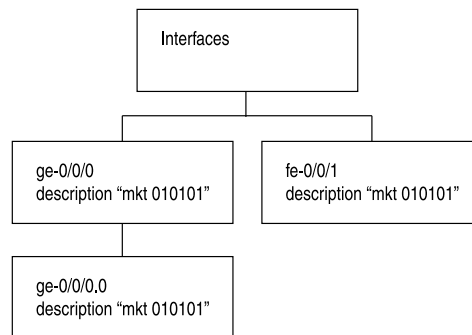 Interfaces
ge-0/0/0
description “mkt 010101”
fe-0/0/1
description “mkt 010101”
ge-0/0/0.0
description “mkt 010101”